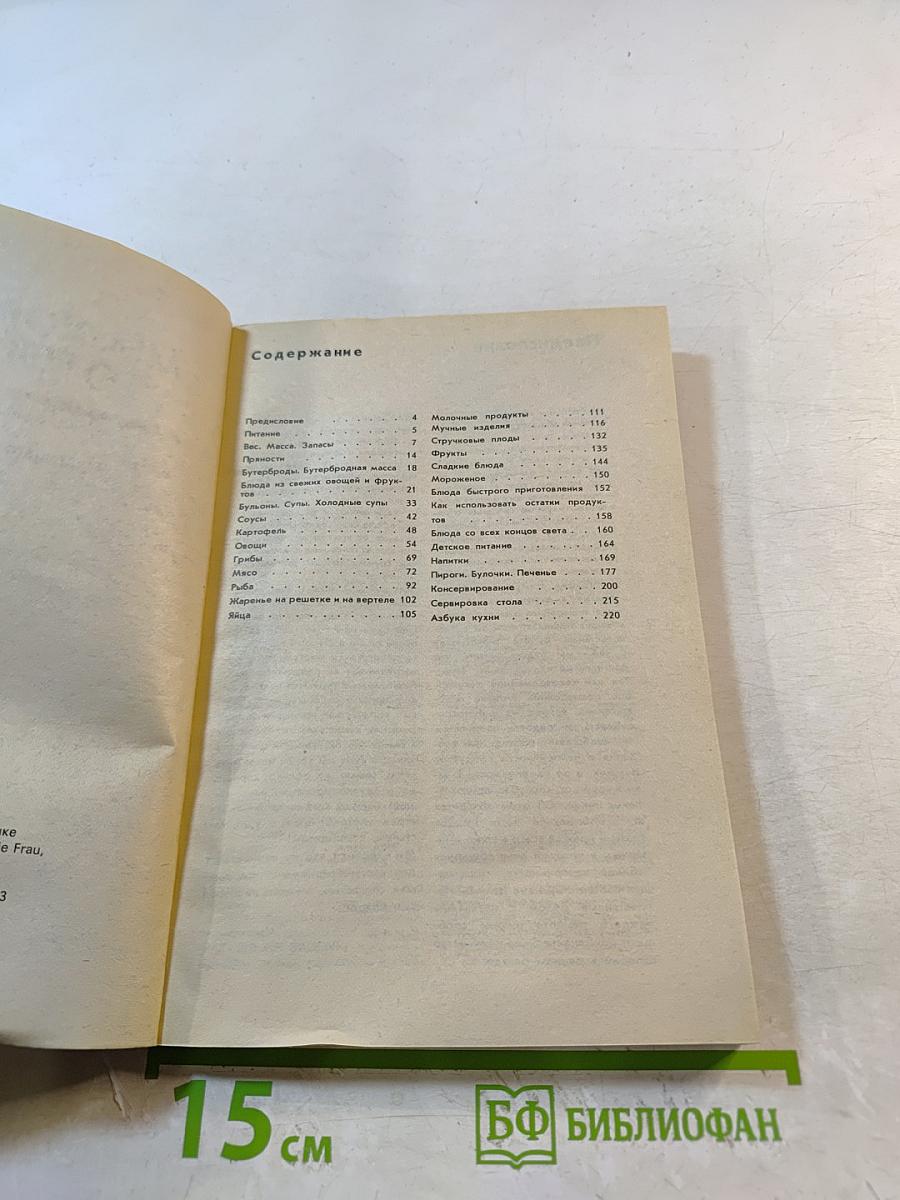 Содержание
Предисловие . . . . . . . 4
Питание . . . . . . . . 5
Вес. Масса. Запасы . . . . . 7
Пряности . . . . . . . . 14
Бутерброды. Бутербродная масса 18
Блюда из свежих овощей и фрук-
тов . . . . . . . . . . 21
Бульоны. Супы. Холодные супы 33
Соусы . . . . . . . . . 42
Картофель . . . . . . . . 48
Овощи . . . . . . . . . 54
Грибы . . . . . . . . . 69
Мясо . . . . . . . . . 72
Рыба . . . . . . . . . 92
Жаренье на решетке и на вертеле 102
Яйца . . . . . . . . . . 105
Молочные продукты . . . . 111
Мучные изделия . . . . . . 116
Стручковые плоды . . . . . 132
Фрукты . . . . . . . . . 135
Сладкие блюда . . . . . . 144
Мороженое . . . . . . . . 150
Блюда быстрого приготовления 152
Как использовать остатки продук-
тов . . . . . . . . . . 158
Блюда со всех концов света . . 160
Детское питание . . . . . . 164
Напитки . . . . . . . . 169
Пироги. Булочки. Печенье . . . 177
Консервирование . . . . . 200
Сервировка стола . . . . . 215
Азбука кухни . . . . . . . 220
ике
e Frau,
3
15 см
БФ БИБЛИОФАН